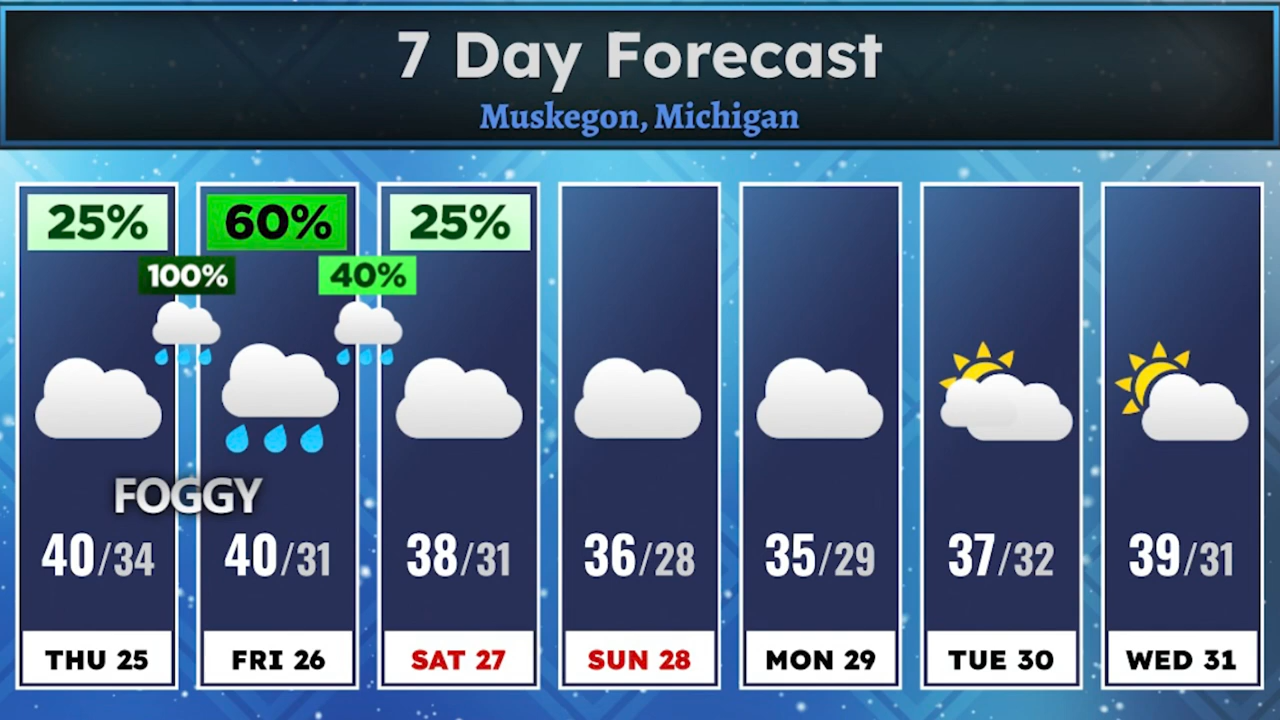 7 Day Forecast
Muskegon, Michigan
25% 60% 25%
100% 40%
FOGGY
40/34 40/31 38/31 36/28 35/29 37/32 39/31
THU 25 FRI 26 SAT 27 SUN 28 MON 29 TUE 30 WED 31